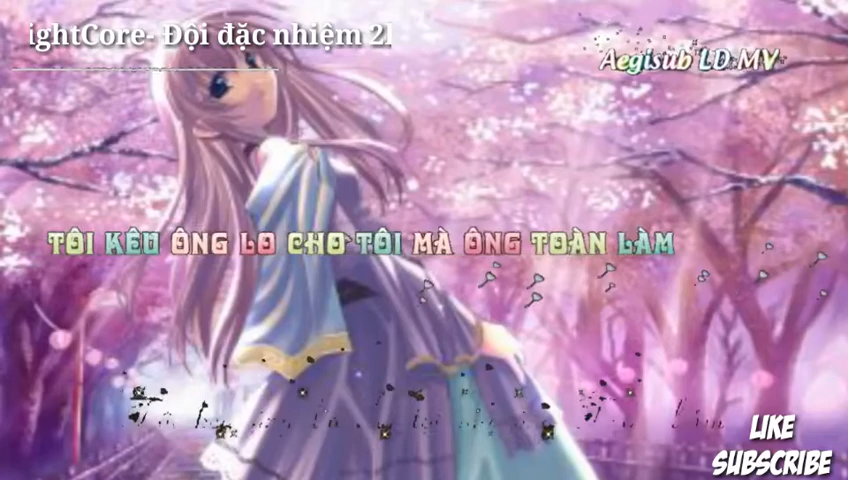 ightCore- Đội đặc nhiệm 2
Aegisub LD.MV
TÔI KÊU ÔNG LO CHO TÔI MÀ ÔNG TOÀN LÀM
LIKE
SUBSCRIBE